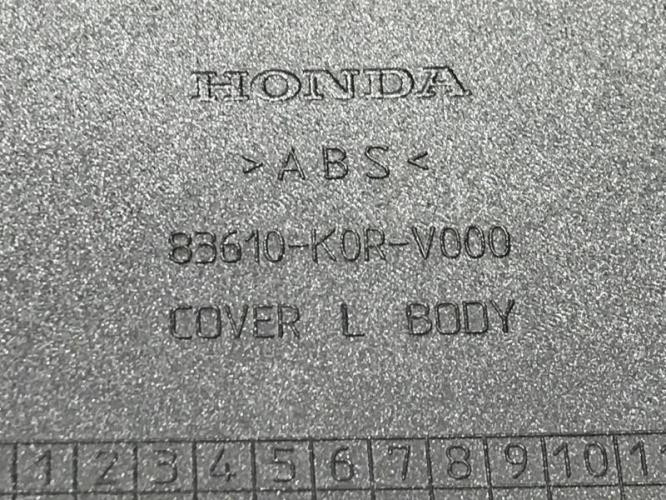 HONDA
>ABS<
83610-K0R-V000
COVER L BODY
1 2 3 4 5 6 7 8 9 10